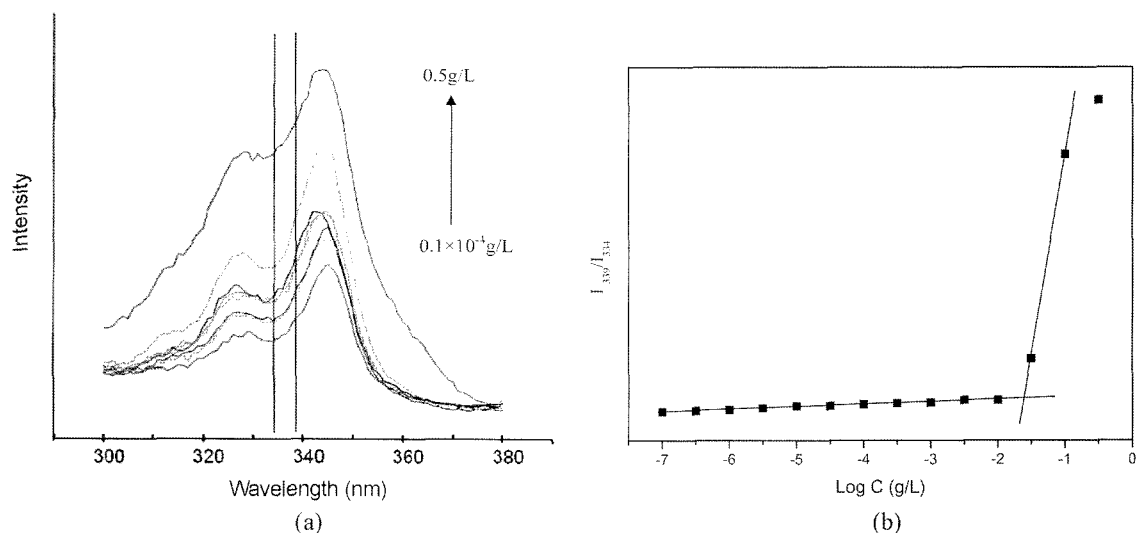 0.5g/L
0.1×10⁻⁴g/L
Intensity
300 320 340 360 380
Wavelength (nm)
(a)
I₃₃₉/I₃₃₄
-7 -6 -5 -4 -3 -2 -1 0
Log C (g/L)
(b)